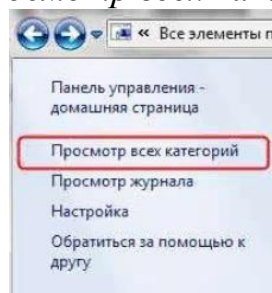 « Все элементы п
Панель управления -
домашняя страница
Просмотр всех категорий
Просмотр журнала
Настройка
Обратиться за помощью к
другу